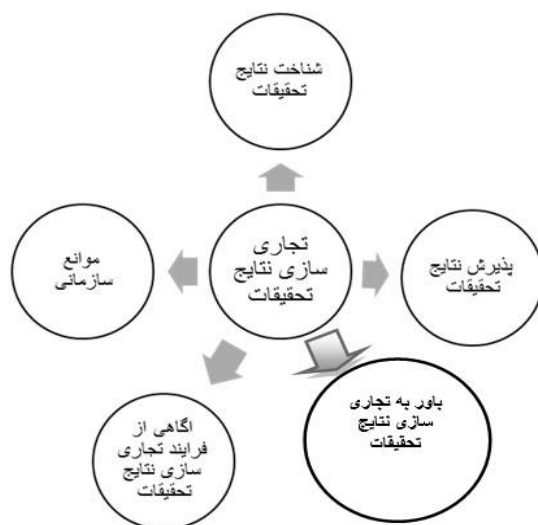 شناخت نتایج
تحقیقات
موانع
سازمانی
تجاری
سازی نتایج
تحقیقات
پذیرش نتایج
تحقیقات
اگاهی از
فرایند تجاری
سازی نتایج
تحقیقات
باور به تجاری
سازی نتایج
تحقیقات